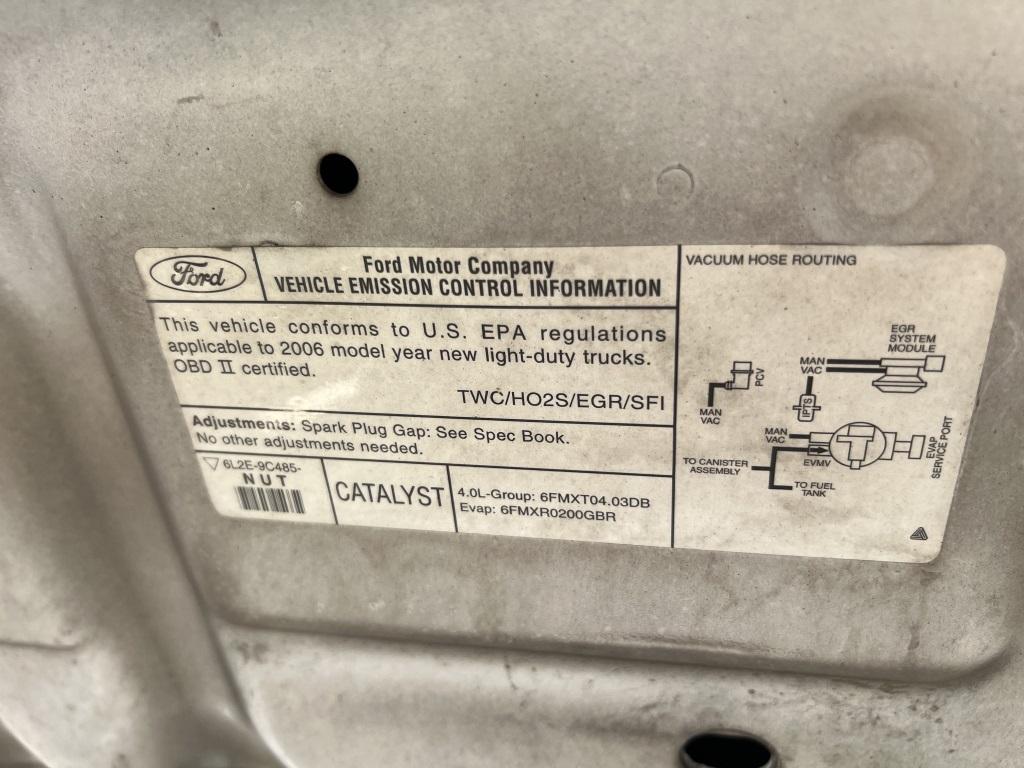 Ford
Ford Motor Company
VEHICLE EMISSION CONTROL INFORMATION
This vehicle conforms to U.S. EPA regulations
applicable to 2006 model year new light-duty trucks.
OBD II certified.
TWC/HO2S/EGR/SFI
Adjustments: Spark Plug Gap: See Spec Book.
No other adjustments needed.
6L2E-9C485-
NUT
CATALYST
4.0L-Group: 6FMXT04.03DB
Evap: 6FMXR0200GBR
VACUUM HOSE ROUTING
EGR
SYSTEM
MODULE
MAN
VAC
PCV
MAN
VAC
IPTS
MAN
VAC
EVMV
EVAP
SERVICE PORT
TO CANISTER
ASSEMBLY
TO FUEL
TANK